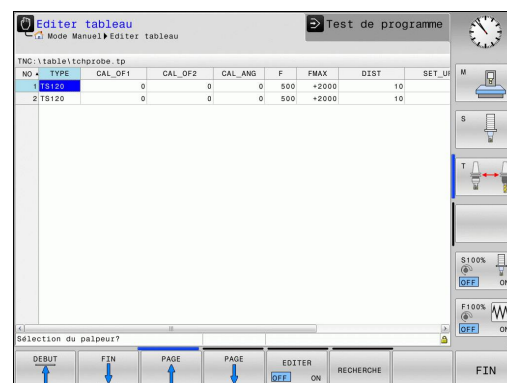 Editer tableau
Test de programme
Mode Manuel Editer tableau
TNC:\table\tchprobe.tp
NO TYPE CAL_OF1 CAL_OF2 CAL_ANG F FMAX DIST SET_UP
1 TS120 0 0 0 500 +2000 10
2 TS120 0 0 0 500 +2000 10
M
S
T
S100%
OFF ON
F100%
OFF ON
Sélection du palpeur?
DEBUT FIN PAGE PAGE EDITER RECHERCHE FIN
OFF ON